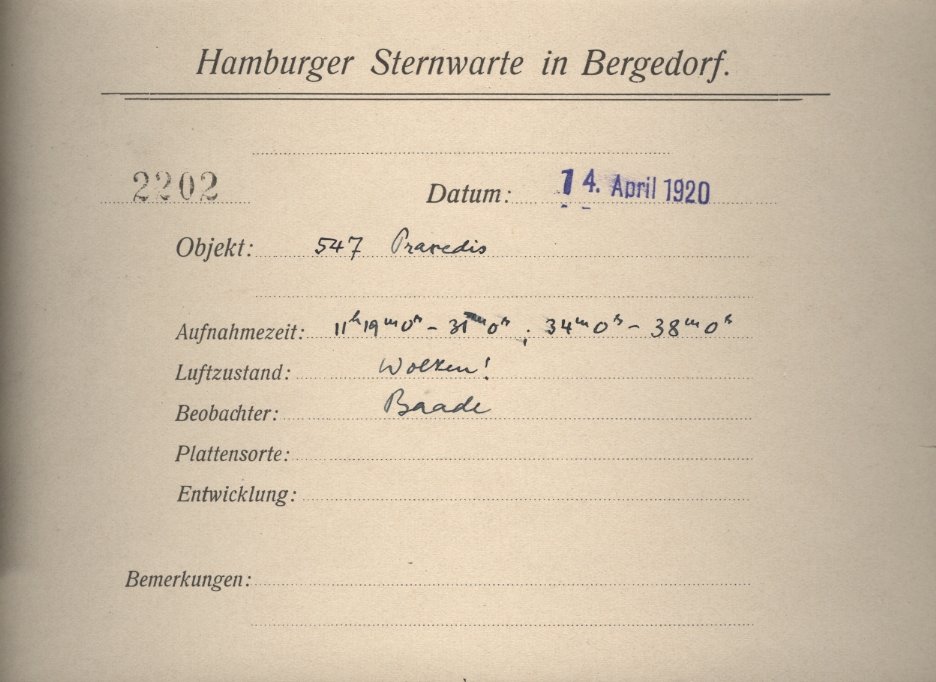 Hamburger Sternwarte in Bergedorf.
2202 Datum: 14. April 1920
Objekt: 547 Praxedis
Aufnahmezeit: 11h19m0s - 31m0s ; 34m0s - 38m0s
Luftzustand: Wolken!
Beobachter: Baade
Plattensorte:
Entwicklung:
Bemerkungen: